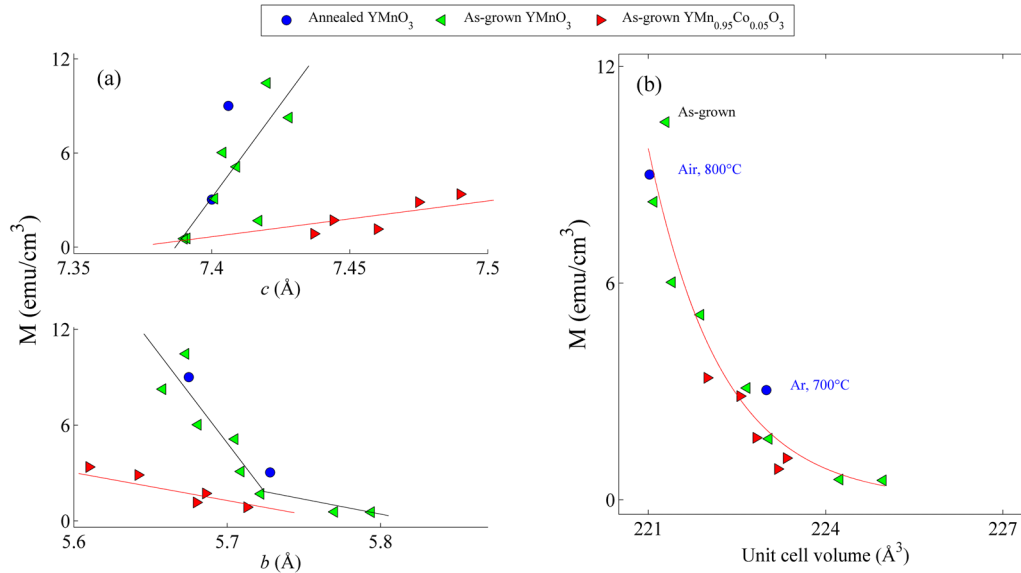 Annealed YMnO₃ As-grown YMnO₃ As-grown YMn₀.₉₅Co₀.₀₅O₃
(a)
12
6
0
7.35 7.4 7.45 7.5
c (Å)
M (emu/cm³)
12
6
0
5.6 5.7 5.8
b (Å)
(b)
12
6
0
As-grown
Air, 800°C
Ar, 700°C
M (emu/cm³)
221 224 227
Unit cell volume (Å³)